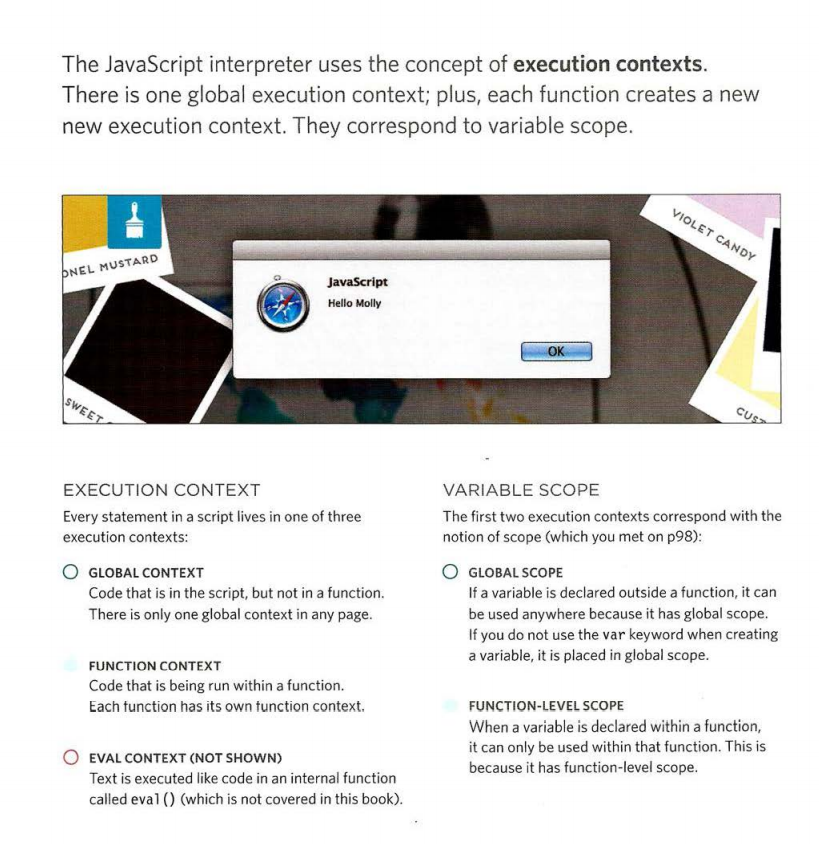 The JavaScript interpreter uses the concept of execution contexts.
There is one global execution context; plus, each function creates a new
new execution context. They correspond to variable scope.
ONEL MUSTARD
VIOLET CANDY
JavaScript
Hello Molly
OK
SWEET
CUST
EXECUTION CONTEXT
Every statement in a script lives in one of three
execution contexts:
GLOBAL CONTEXT
Code that is in the script, but not in a function.
There is only one global context in any page.
FUNCTION CONTEXT
Code that is being run within a function.
Each function has its own function context.
EVAL CONTEXT (NOT SHOWN)
Text is executed like code in an internal function
called eval() (which is not covered in this book).
VARIABLE SCOPE
The first two execution contexts correspond with the
notion of scope (which you met on p98):
GLOBAL SCOPE
If a variable is declared outside a function, it can
be used anywhere because it has global scope.
If you do not use the var keyword when creating
a variable, it is placed in global scope.
FUNCTION-LEVEL SCOPE
When a variable is declared within a function,
it can only be used within that function. This is
because it has function-level scope.